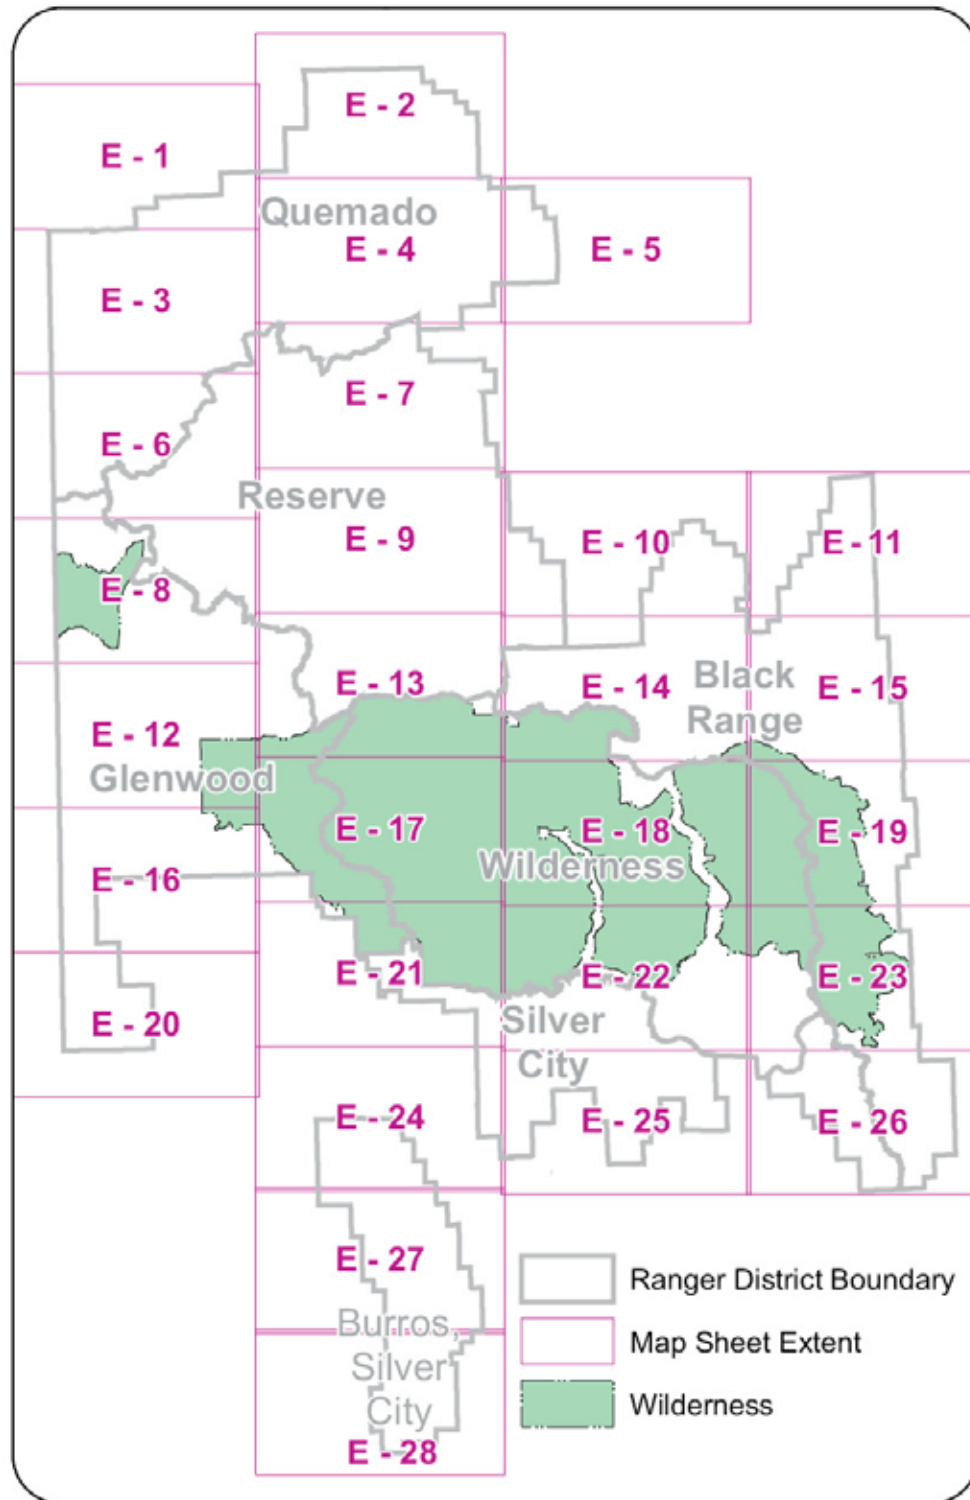 E - 2
E - 1
Quemado
E - 4
E - 5
E - 3
E - 7
E - 6
Reserve
E - 9
E - 10
E - 11
E - 8
E - 13
E - 14
Black
Range
E - 15
E - 12
Glenwood
E - 17
E - 18
E - 19
Wilderness
E - 16
E - 21
E - 22
E - 23
E - 20
Silver
City
E - 24
E - 25
E - 26
E - 27
Burros,
Silver
City
E - 28
Ranger District Boundary
Map Sheet Extent
Wilderness